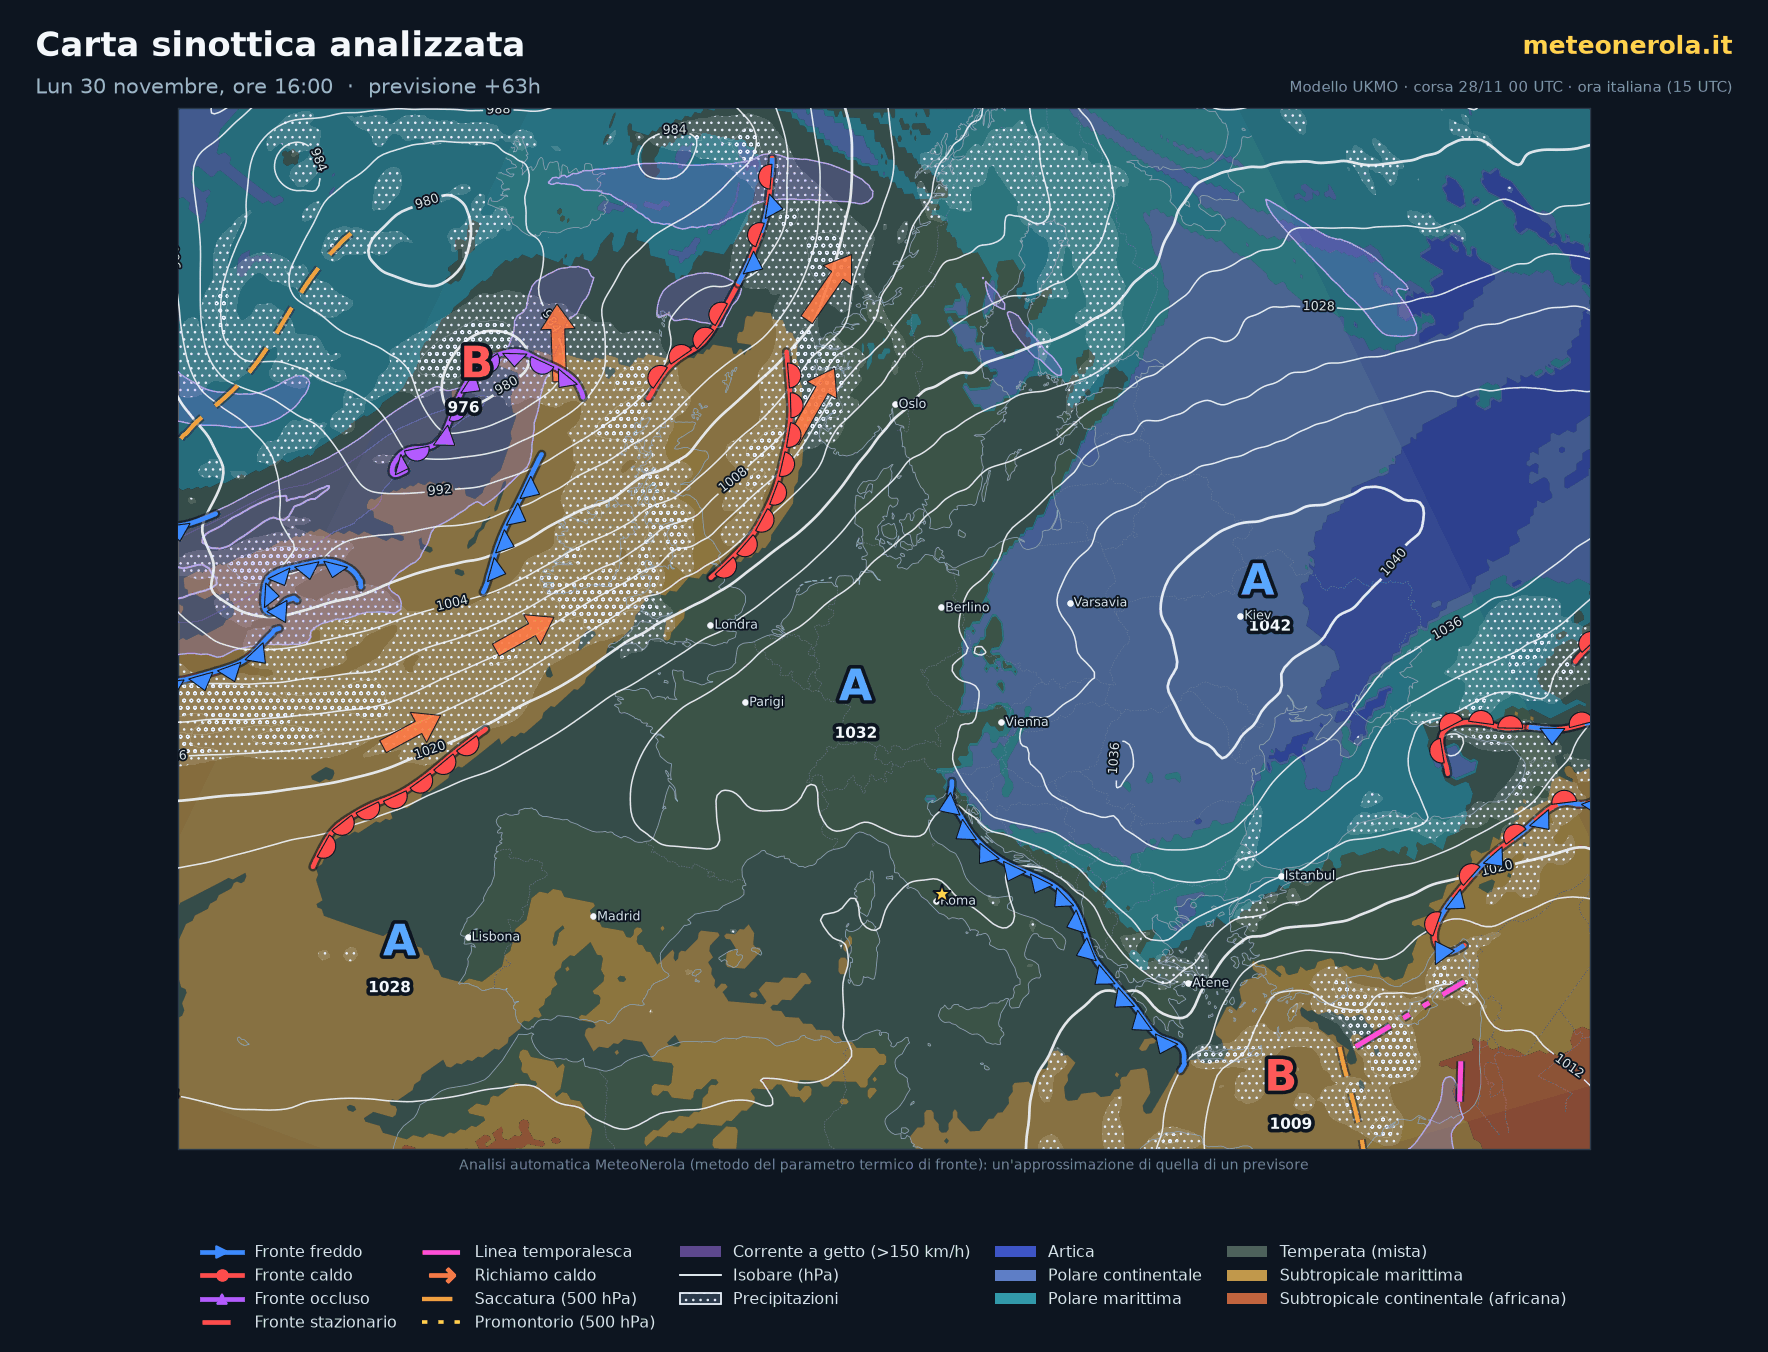 Carta sinottica analizzata
meteonerola.it
Lun 30 novembre, ore 16:00 · previsione +63h
Modello UKMO · corsa 28/11 00 UTC · ora italiana (15 UTC)
988
984
984
980
1028
B
980
976
Oslo
992
1008
1040
A
1004
Berlino
Varsavia
Kiev
1042
Londra
1036
A
Parigi
Vienna
1032
1020
1036
6
1020
Istanbul
Roma
Madrid
Lisbona
A
1028
Atene
B
1012
1009
Analisi automatica MeteoNerola (metodo del parametro termico di fronte): un'approssimazione di quella di un previsore
Fronte freddo
Linea temporalesca
Corrente a getto (>150 km/h)
Artica
Temperata (mista)
Fronte caldo
Richiamo caldo
Isobare (hPa)
Polare continentale
Subtropicale marittima
Fronte occluso
Saccatura (500 hPa)
Precipitazioni
Polare marittima
Subtropicale continentale (africana)
Fronte stazionario
Promontorio (500 hPa)